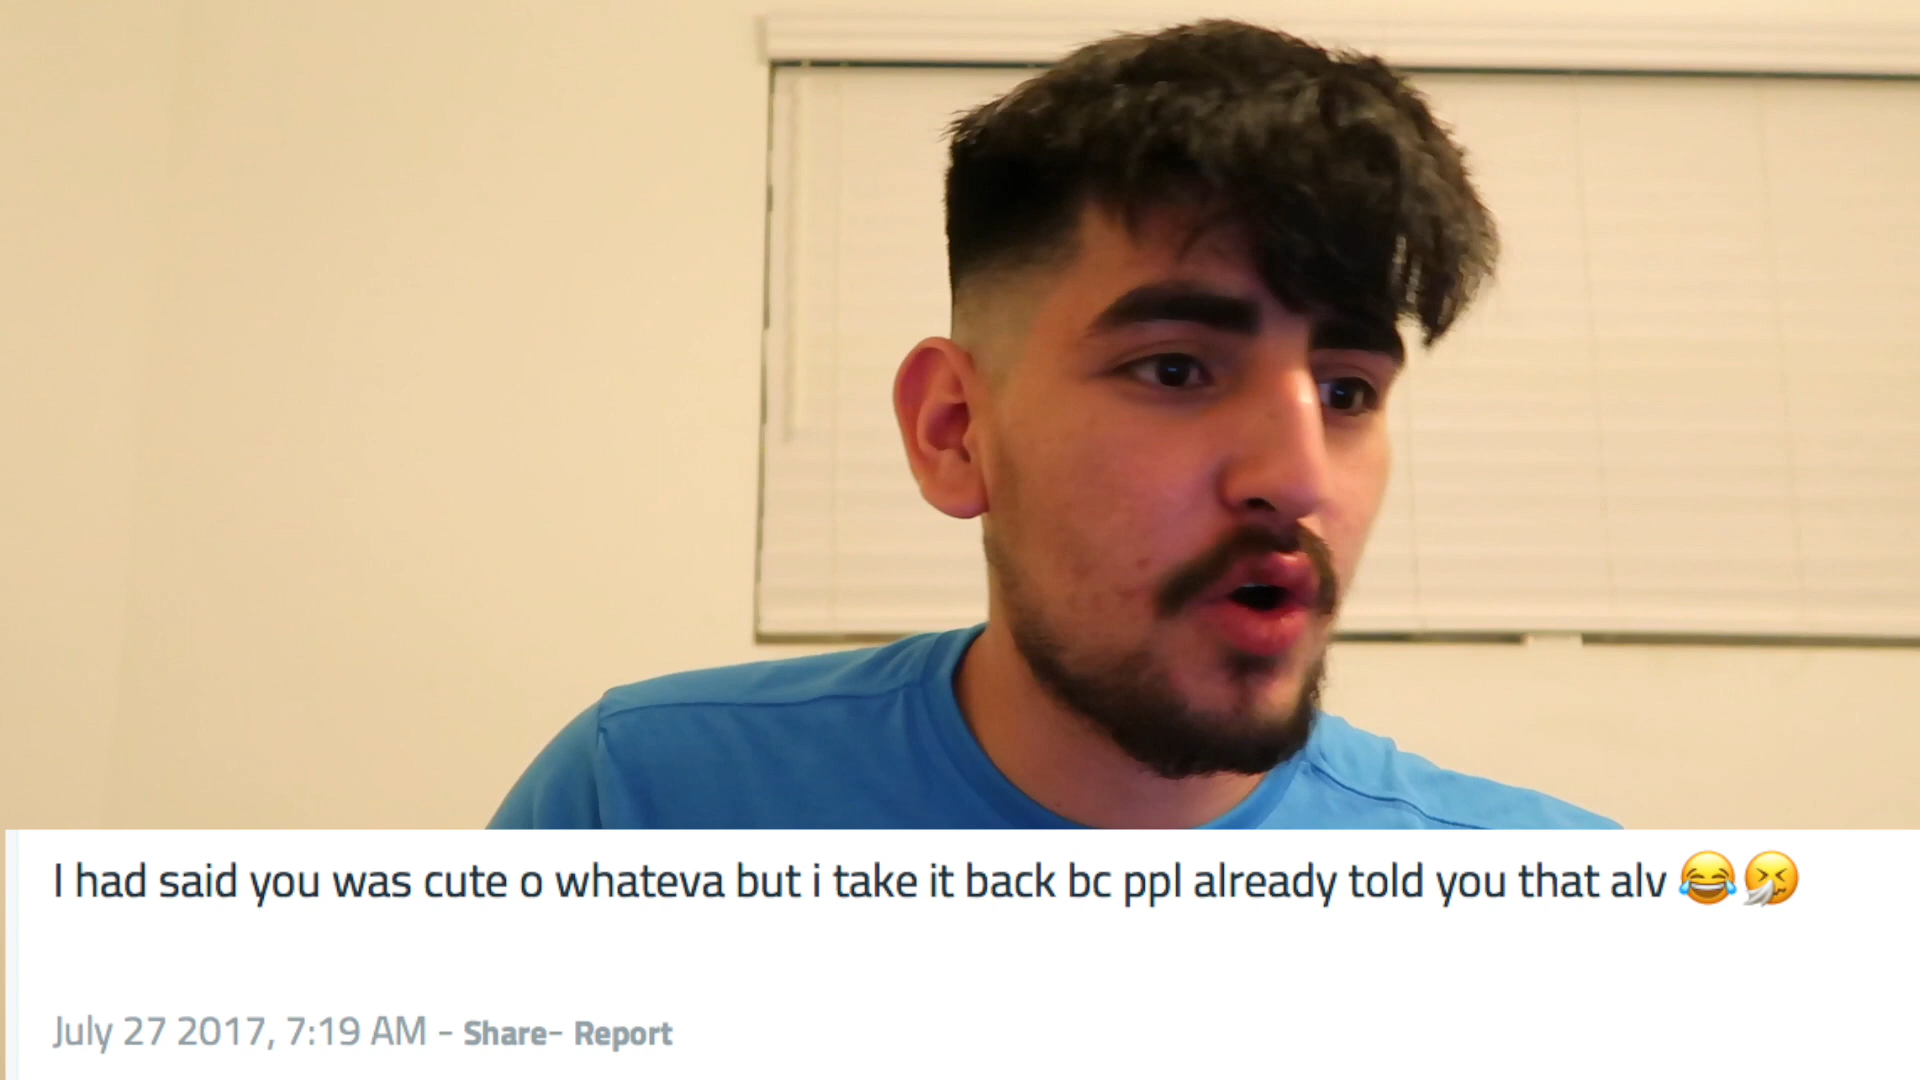 I had said you was cute o whateva but i take it back bc ppl already told you that alv 😂🤧
July 27 2017, 7:19 AM - Share- Report